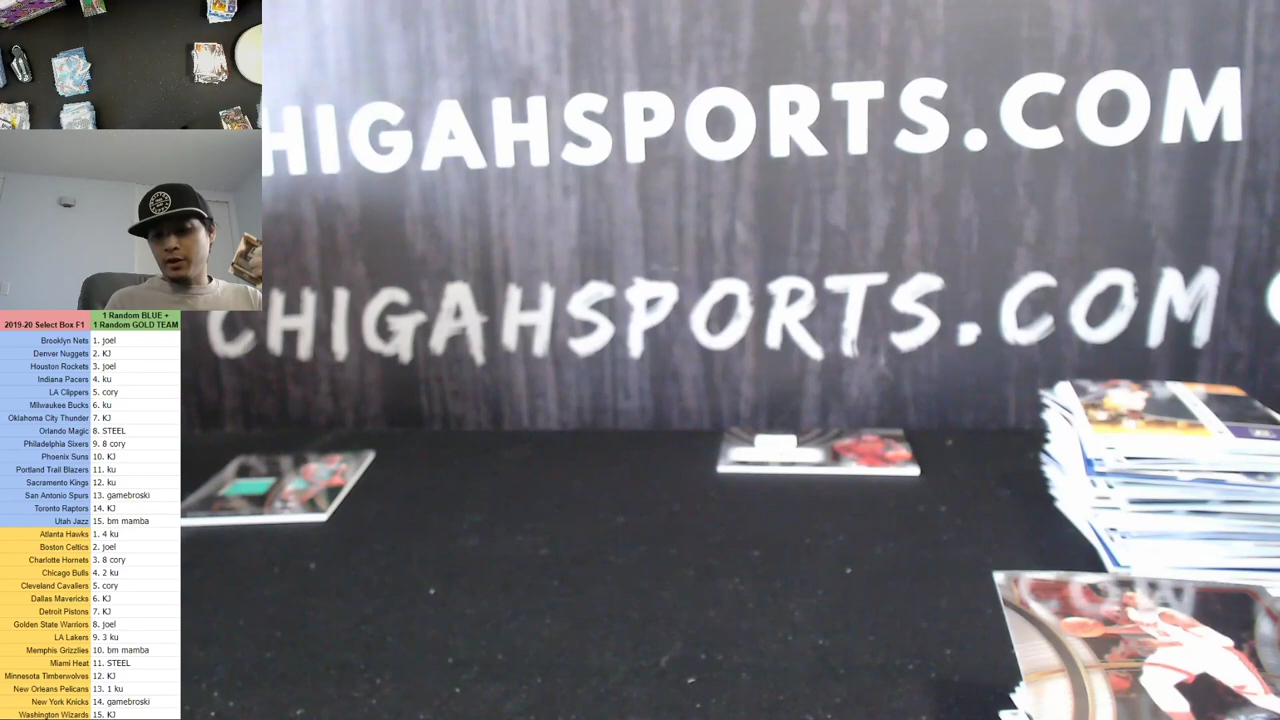 HIGAHSPORTS.COM
CHIGAHSPORTS.COM
2019-20 Select Box F1
1 Random BLUE +
1 Random GOLD TEAM
Brooklyn Nets 1. joel
Denver Nuggets 2. KJ
Houston Rockets 3. joel
Indiana Pacers 4. ku
LA Clippers 5. cory
Milwaukee Bucks 6. ku
Oklahoma City Thunder 7. KJ
Orlando Magic 8. STEEL
Philadelphia Sixers 9. 8 cory
Phoenix Suns 10. KJ
Portland Trail Blazers 11. ku
Sacramento Kings 12. ku
San Antonio Spurs 13. gamebroski
Toronto Raptors 14. KJ
Utah Jazz 15. bm mamba
Atlanta Hawks 1. 4 ku
Boston Celtics 2. joel
Charlotte Hornets 3. 8 cory
Chicago Bulls 4. 2 ku
Cleveland Cavaliers 5. cory
Dallas Mavericks 6. KJ
Detroit Pistons 7. KJ
Golden State Warriors 8. joel
LA Lakers 9. 3 ku
Memphis Grizzlies 10. bm mamba
Miami Heat 11. STEEL
Minnesota Timberwolves 12. KJ
New Orleans Pelicans 13. 1 ku
New York Knicks 14. gamebroski
Washington Wizards 15. KJ